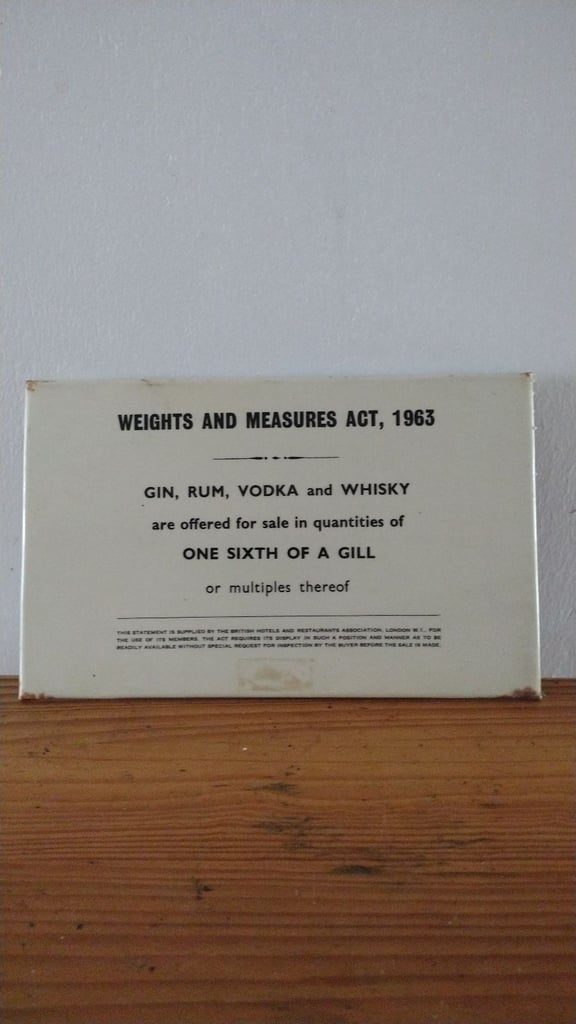 WEIGHTS AND MEASURES ACT, 1963
GIN, RUM, VODKA and WHISKY
are offered for sale in quantities of
ONE SIXTH OF A GILL
or multiples thereof
THIS STATEMENT IS SUPPLIED BY THE BRITISH HOTELS AND RESTAURANTS ASSOCIATION, LONDON W.1., FOR
THE USE OF ITS MEMBERS. THE ACT REQUIRES ITS DISPLAY IN SUCH A POSITION AND MANNER AS TO BE
READILY AVAILABLE WITHOUT SPECIAL REQUEST FOR INSPECTION BY THE BUYER BEFORE THE SALE IS MADE.